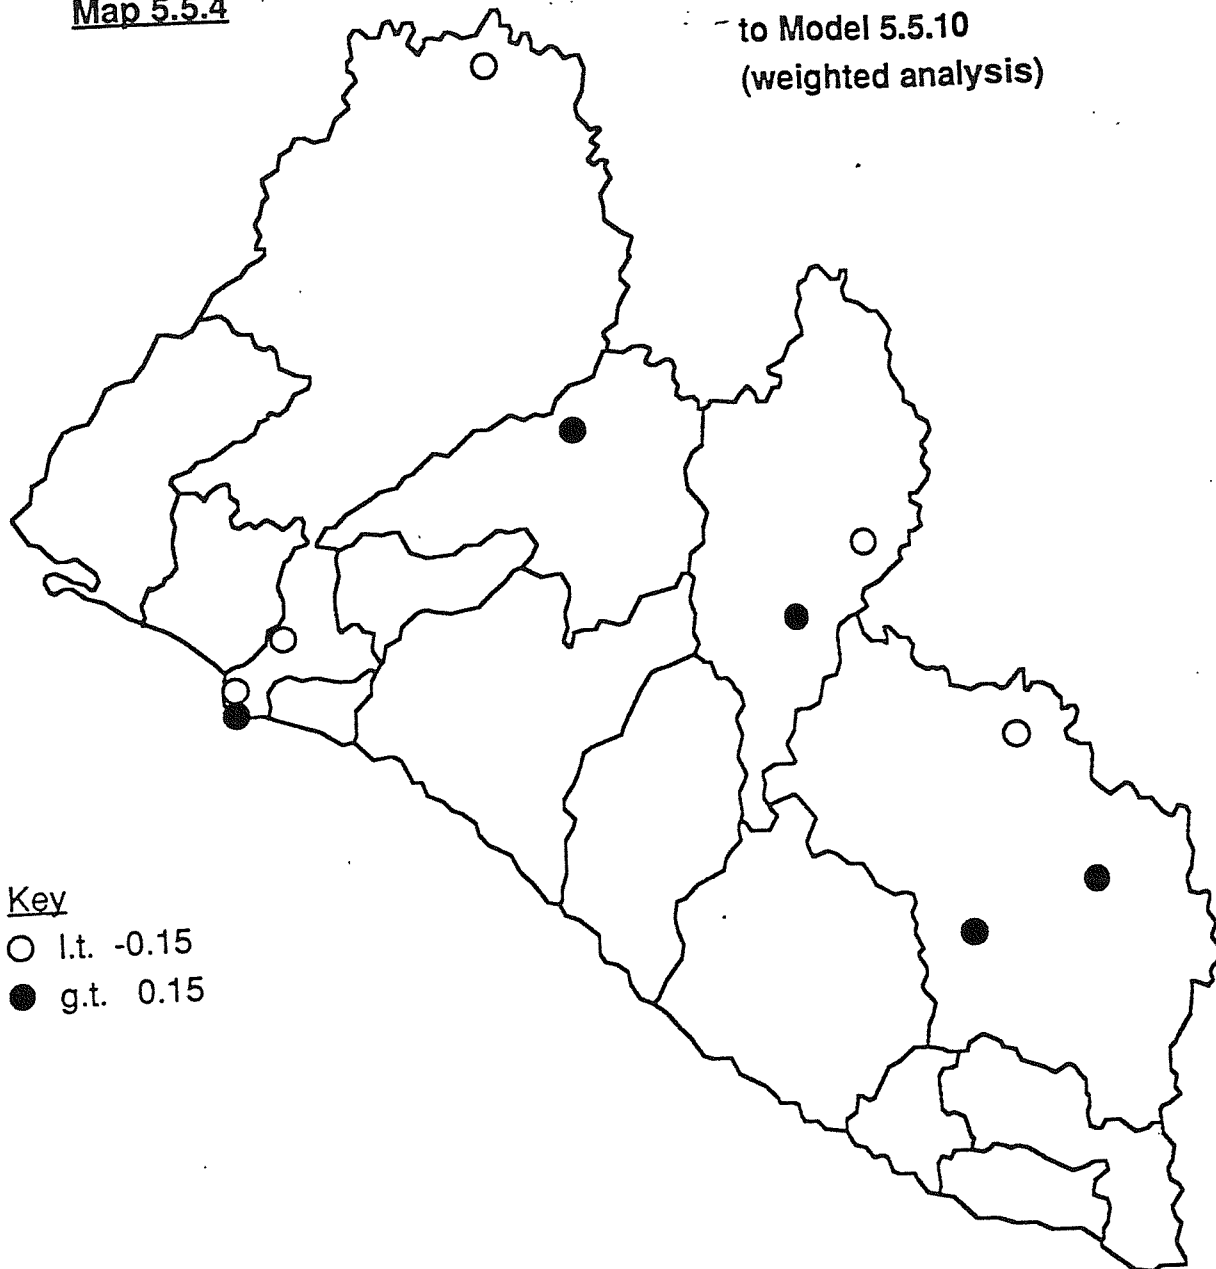 Map 5.5.4
to Model 5.5.10
(weighted analysis)
Key
l.t. -0.15
g.t. 0.15